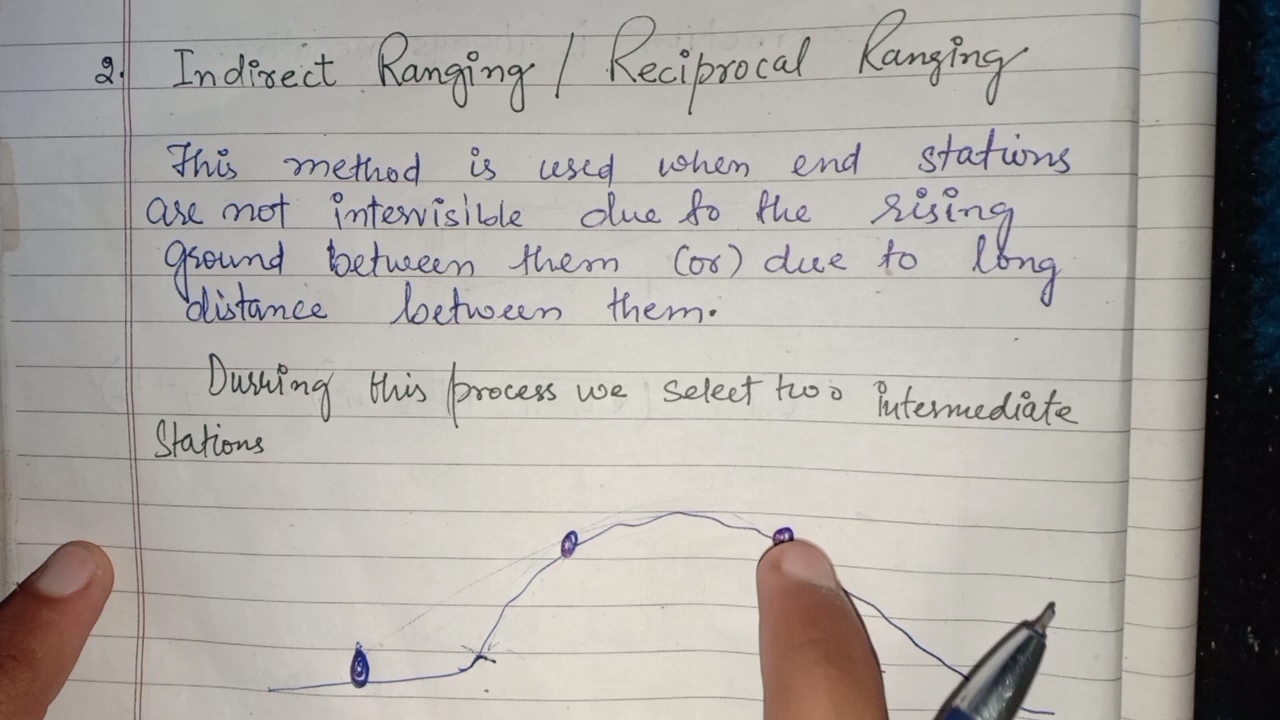 2. Indirect Ranging / Reciprocal Ranging
This method is used when end stations
are not intervisible due to the rising
ground between them (or) due to long
distance between them.
Durring this process we select two intermediate
Stations